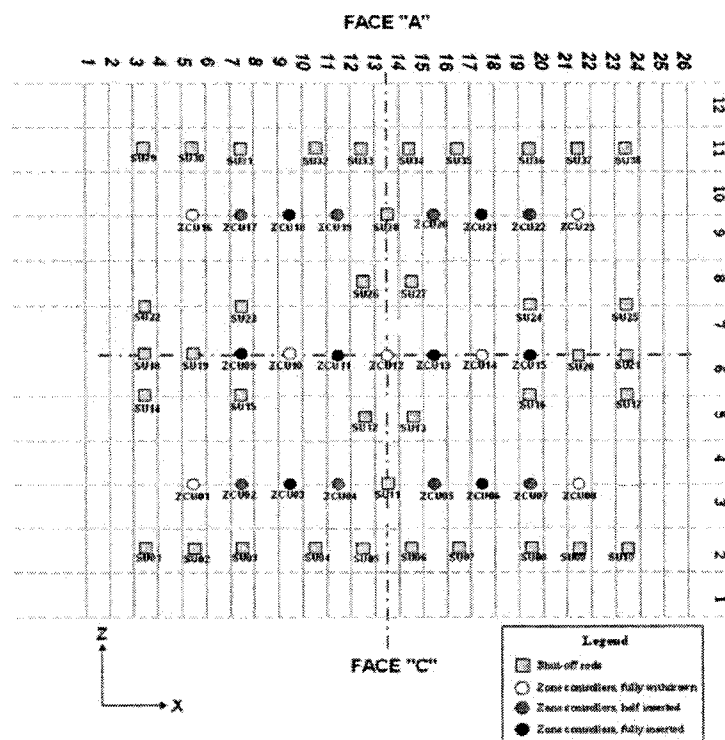 FACE "A"
1 2 3 4 5 6 7 8 9 10 11 12 13 14 15 16 17 18 19 20 21 22 23 24 25 26
12
SU29 SU30 SU31 SU32 SU33 SU34 SU35 SU36 SU37 SU38
11
10
ZCU16 ZCU17 ZCU18 ZCU19 SU28 ZCU20 ZCU21 ZCU22 ZCU23
9
SU26 SU27
8
SU22 SU23 SU24 SU25
7
SU18 SU19 ZCU09 ZCU10 ZCU11 ZCU12 ZCU13 ZCU14 ZCU15 SU20 SU21
6
SU14 SU15 SU16 SU17
SU12 SU13
5
4
ZCU01 ZCU02 ZCU03 ZCU04 SU11 ZCU05 ZCU06 ZCU07 ZCU08
3
SU01 SU02 SU03 SU04 SU05 SU06 SU07 SU08 SU09 SU10
2
1
Z
X
FACE "C"
Legend
Shut-off rods
Zone controllers, fully withdrawn
Zone controllers, half inserted
Zone controllers, fully inserted